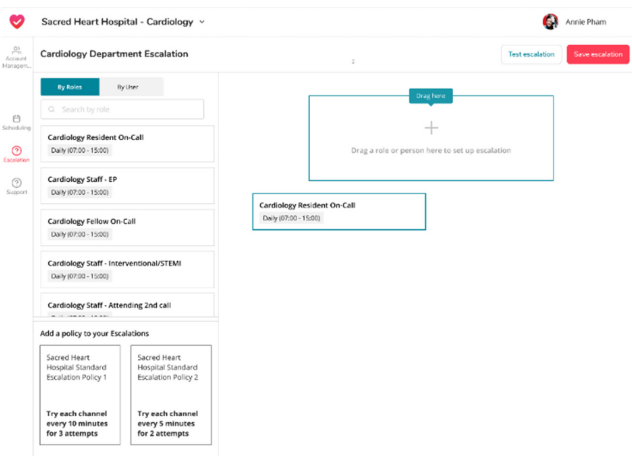 Sacred Heart Hospital - Cardiology
Annie Pham
Account
Managem...
Scheduling
Escalation
Support
Cardiology Department Escalation
Test escalation
Save escalation
By Roles
By User
Search by role
Cardiology Resident On-Call
Daily (07:00 - 15:00)
Cardiology Staff - EP
Daily (07:00 - 15:00)
Cardiology Fellow On-Call
Daily (07:00 - 15:00)
Cardiology Staff - Interventional/STEMI
Daily (07:00 - 15:00)
Cardiology Staff - Attending 2nd call
Add a policy to your Escalations
Sacred Heart
Hospital Standard
Escalation Policy 1
Try each channel
every 10 minutes
for 3 attempts
Sacred Heart
Hospital Standard
Escalation Policy 2
Try each channel
every 5 minutes
for 2 attempts
Drag here
Drag a role or person here to set up escalation
Cardiology Resident On-Call
Daily (07:00 - 15:00)